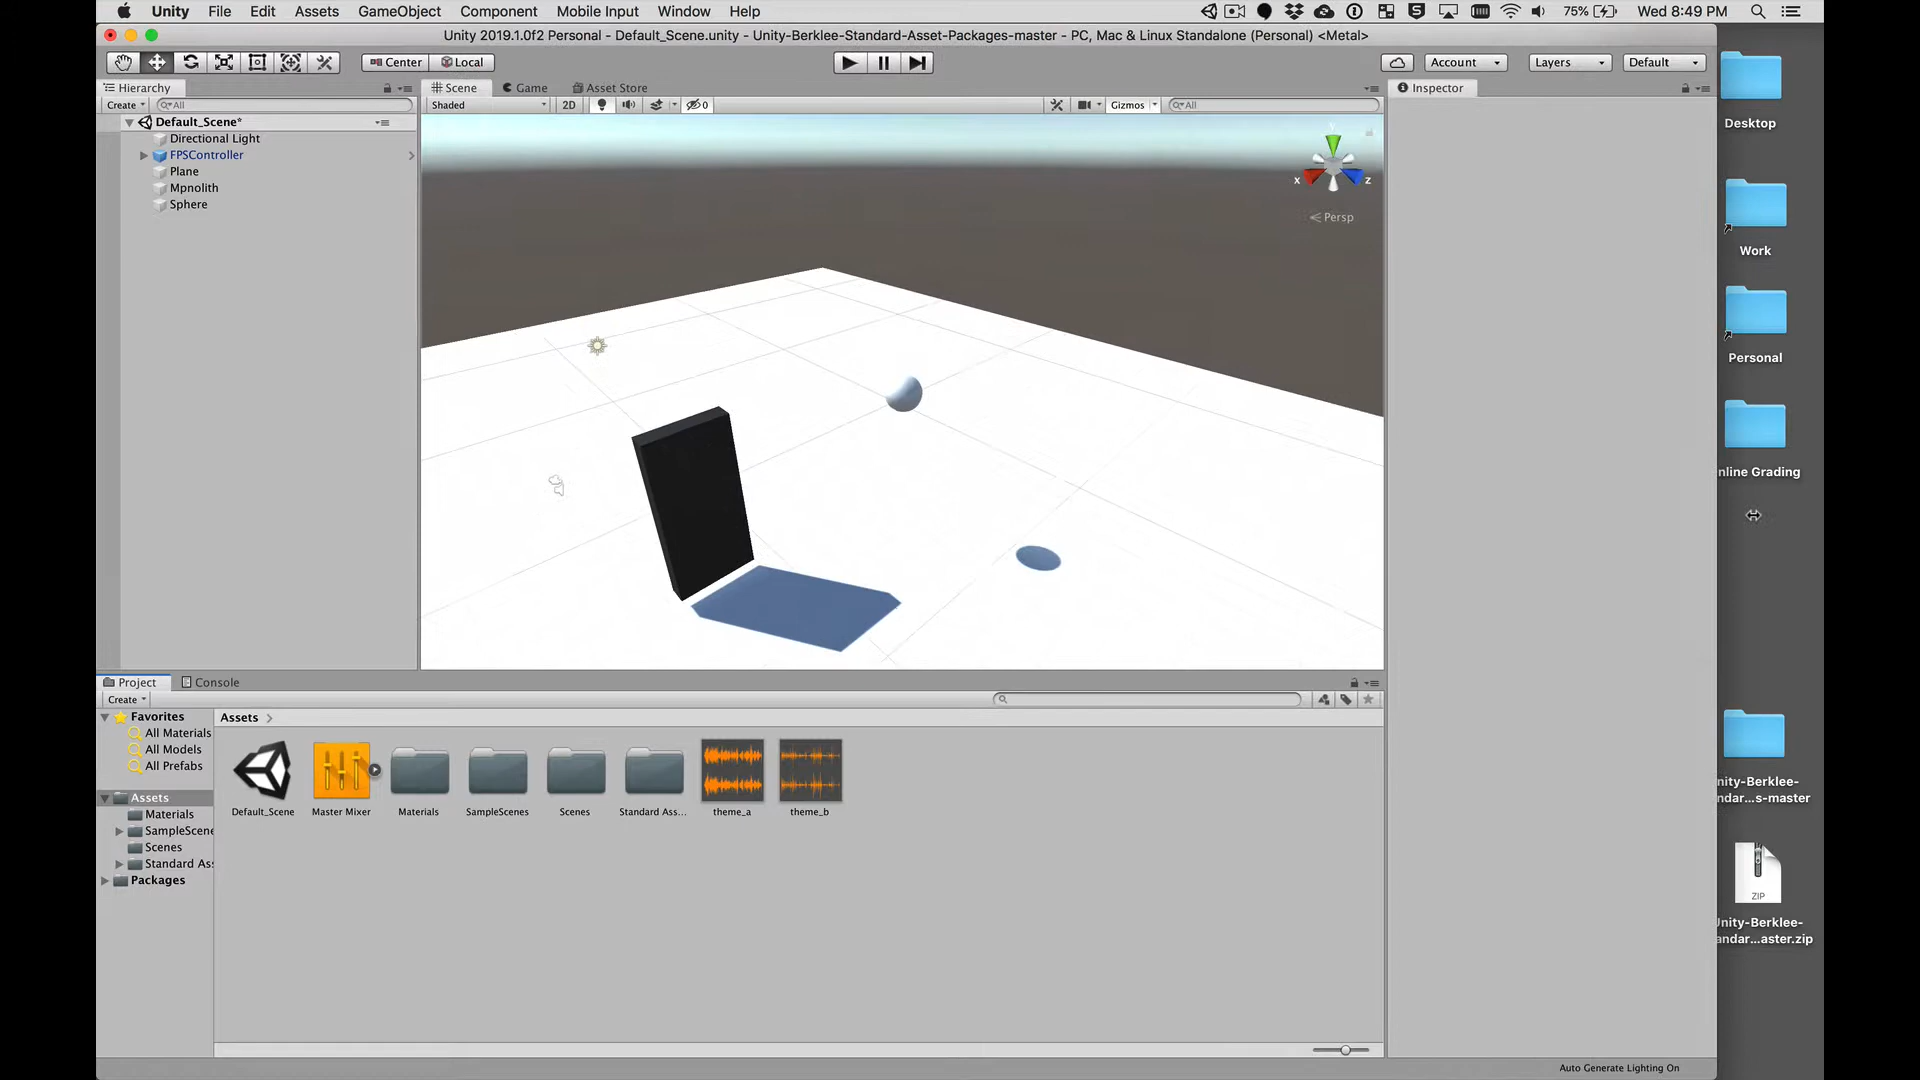 Unity File Edit Assets GameObject Component Mobile Input Window Help 75% Wed 8:49 PM
Unity 2019.1.0f2 Personal - Default_Scene.unity - Unity-Berklee-Standard-Asset-Packages-master - PC, Mac & Linux Standalone (Personal) <Metal>
Center Local Account Layers Default
Hierarchy Scene Game Asset Store Inspector
Create All Shaded 2D 0 Gizmos All
Default_Scene*
Directional Light
FPSController
Plane
Mpnolith
Sphere
x z
Persp
Desktop
Work
Personal
nline Grading
Project Console
Create
Favorites
All Materials
All Models
All Prefabs
Assets
Materials
SampleScene
Scenes
Standard Ass
Packages
Assets
Default_Scene Master Mixer Materials SampleScenes Scenes Standard Ass... theme_a theme_b
Unity-Berklee-
ndar...s-master
ZIP
Unity-Berklee-
andar...aster.zip
Auto Generate Lighting On